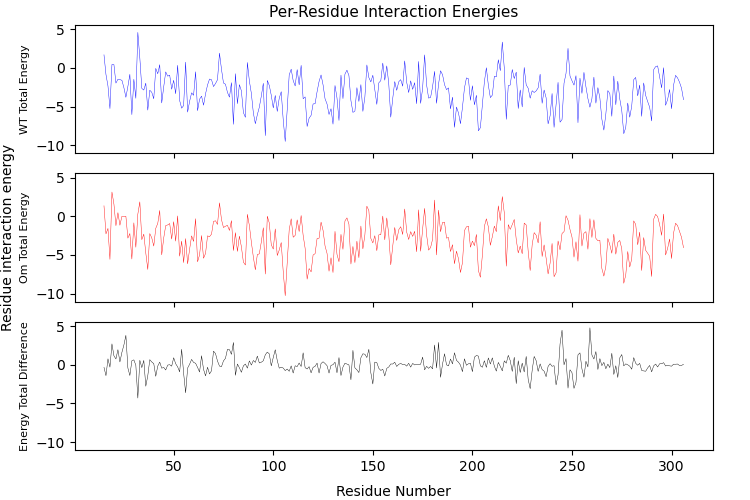 Per-Residue Interaction Energies
Residue interaction energy
WT Total Energy
5
0
−5
−10
Om Total Energy
5
0
−5
−10
Energy Total Difference
5
0
−5
−10
50 100 150 200 250 300
Residue Number